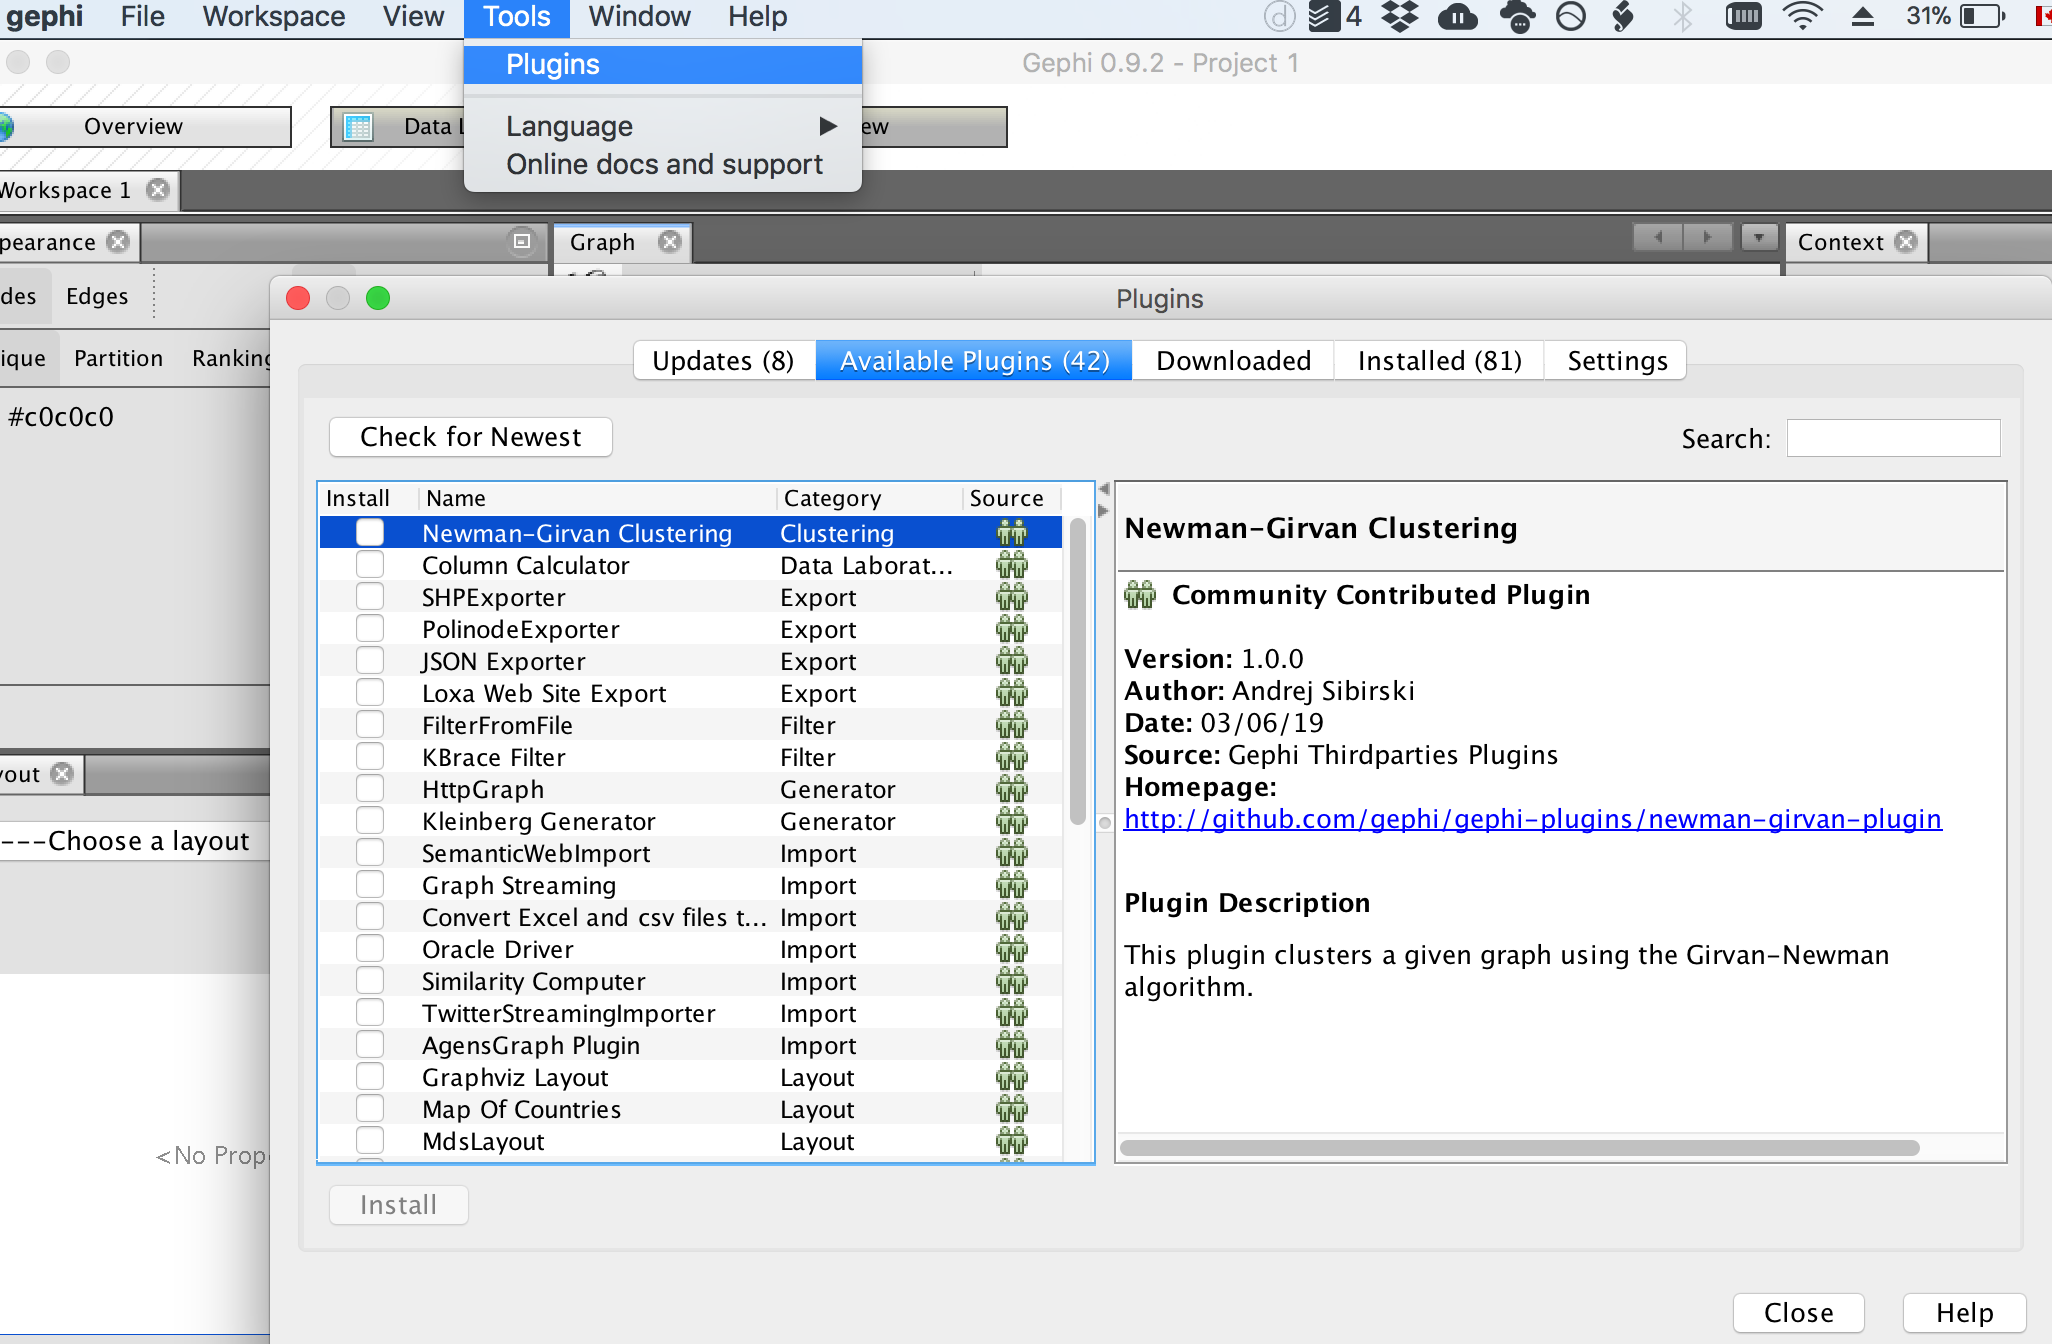 gephi File Workspace View Tools Window Help 4 31%
Plugins
Gephi 0.9.2 - Project 1
Overview
Data L
ew
Language
Online docs and support
Workspace 1
pearance
Graph
Context
des Edges
ique Partition Ranking
#c0c0c0
yout
---Choose a layout
<No Prop
Plugins
Updates (8) Available Plugins (42) Downloaded Installed (81) Settings
Check for Newest
Search:
Install Name Category Source
Newman-Girvan Clustering Clustering
Column Calculator Data Laborat...
SHPExporter Export
PolinodeExporter Export
JSON Exporter Export
Loxa Web Site Export Export
FilterFromFile Filter
KBrace Filter Filter
HttpGraph Generator
Kleinberg Generator Generator
SemanticWebImport Import
Graph Streaming Import
Convert Excel and csv files t... Import
Oracle Driver Import
Similarity Computer Import
TwitterStreamingImporter Import
AgensGraph Plugin Import
Graphviz Layout Layout
Map Of Countries Layout
MdsLayout Layout
Install
Newman-Girvan Clustering
Community Contributed Plugin
Version: 1.0.0
Author: Andrej Sibirski
Date: 03/06/19
Source: Gephi Thirdparties Plugins
Homepage:
http://github.com/gephi/gephi-plugins/newman-girvan-plugin
Plugin Description
This plugin clusters a given graph using the Girvan-Newman
algorithm.
Close Help